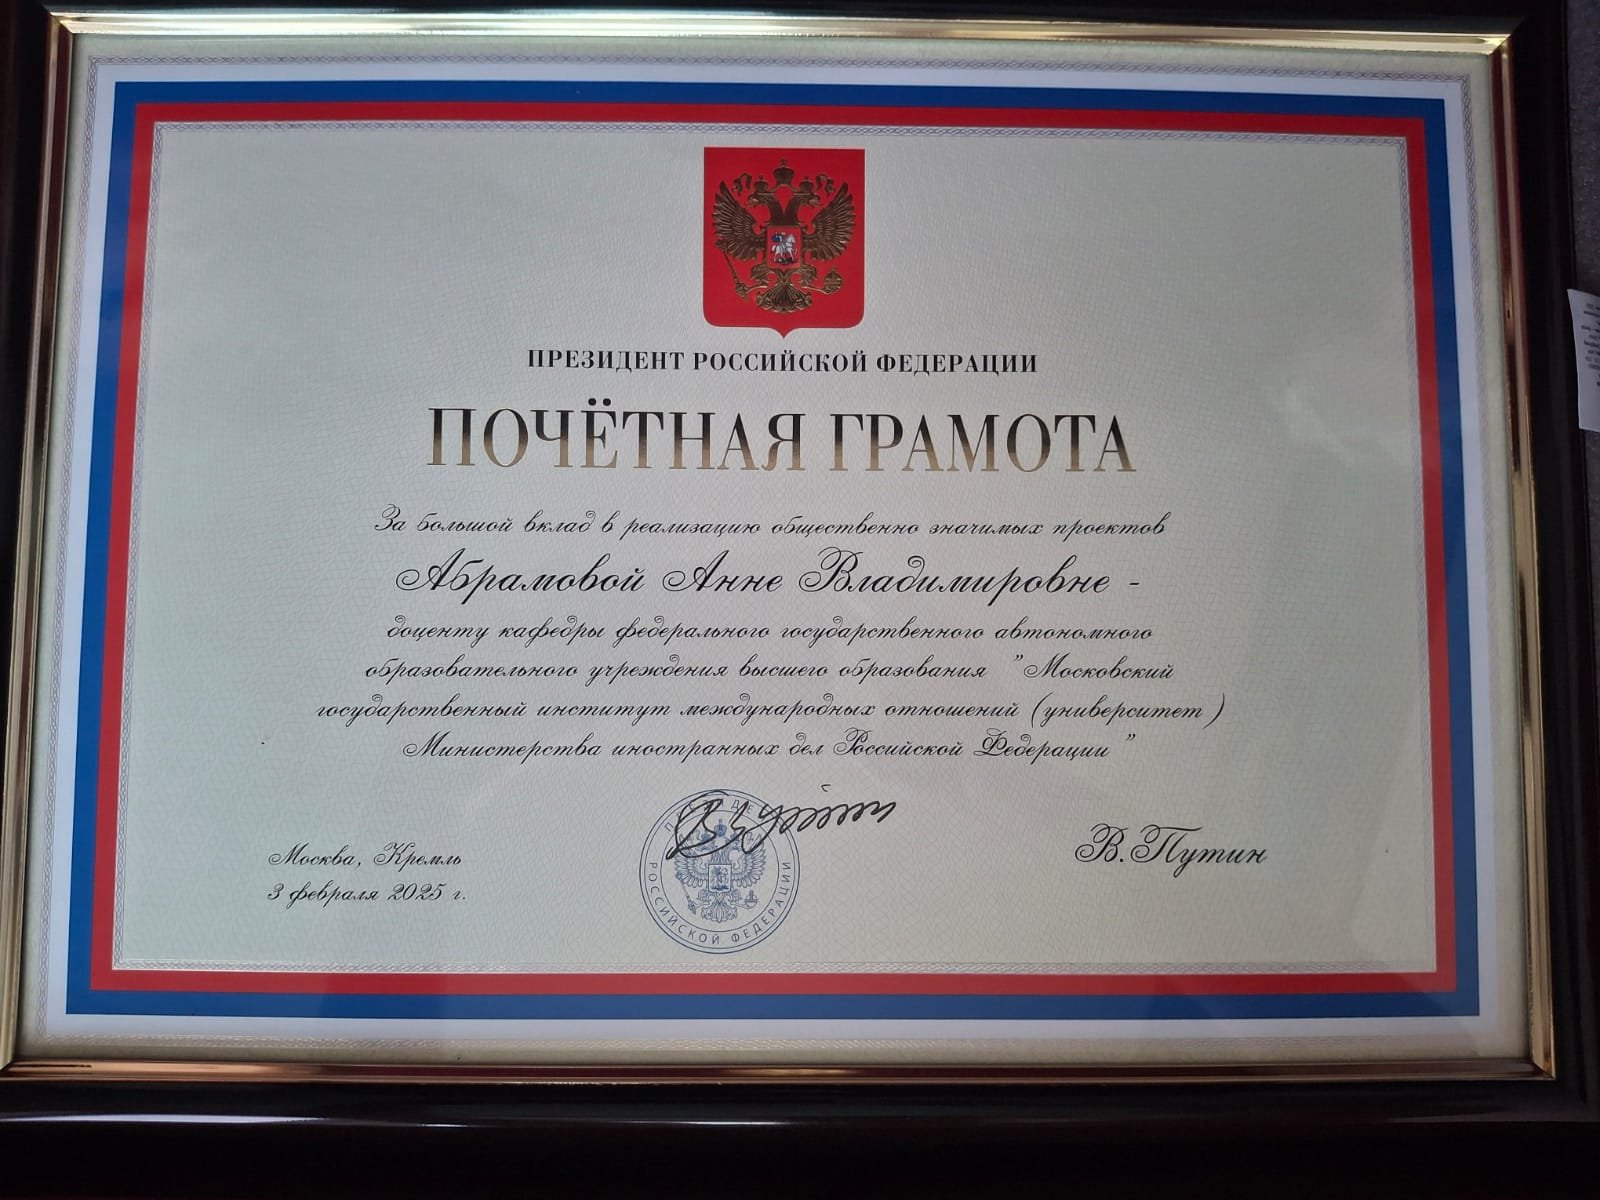 ПРЕЗИДЕНТ РОССИЙСКОЙ ФЕДЕРАЦИИ
ПОЧЁТНАЯ ГРАМОТА
За большой вклад в реализацию общественно значимых проектов
Абрамовой Анне Владимировне -
доценту кафедры федерального государственного автономного
образовательного учреждения высшего образования "Московский
государственный институт международных отношений (университет)
Министерства иностранных дел Российской Федерации"
Москва, Кремль
3 февраля 2025 г.
РОССИЙСКОЙ ФЕДЕРАЦИИ
В. Путин